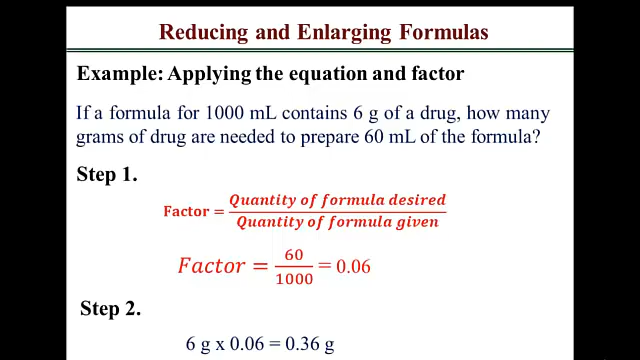 Reducing and Enlarging Formulas
Example: Applying the equation and factor
If a formula for 1000 mL contains 6 g of a drug, how many
grams of drug are needed to prepare 60 mL of the formula?
Step 1.
Factor = Quantity of formula desired / Quantity of formula given
Factor = 60 / 1000 = 0.06
Step 2.
6 g x 0.06 = 0.36 g